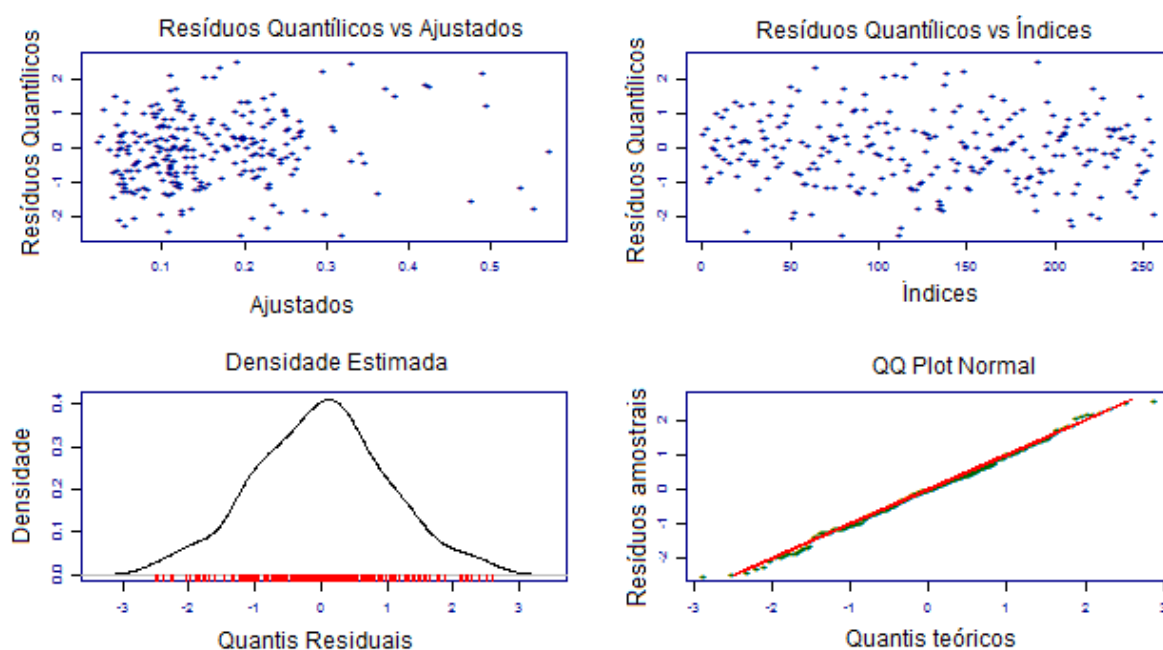 Resíduos Quantílicos vs Ajustados
Resíduos Quantílicos
2
1
0
-1
-2
0.1 0.2 0.3 0.4 0.5
Ajustados
Resíduos Quantílicos vs Índices
Resíduos Quantílicos
2
1
0
-1
-2
0 50 100 150 200 250
Índices
Densidade Estimada
Densidade
0.4
0.3
0.2
0.1
0.0
-3 -2 -1 0 1 2 3
Quantis Residuais
QQ Plot Normal
Resíduos amostrais
2
1
0
-1
-2
-3 -2 -1 0 1 2 3
Quantis teóricos